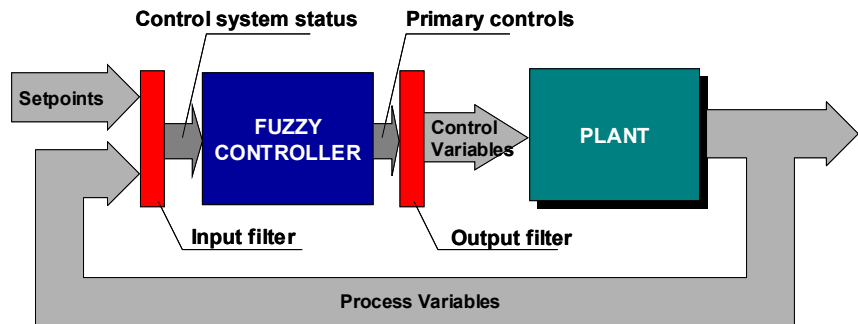 Control system status
Primary controls
Setpoints
FUZZY
CONTROLLER
Control
Variables
PLANT
Input filter
Output filter
Process Variables